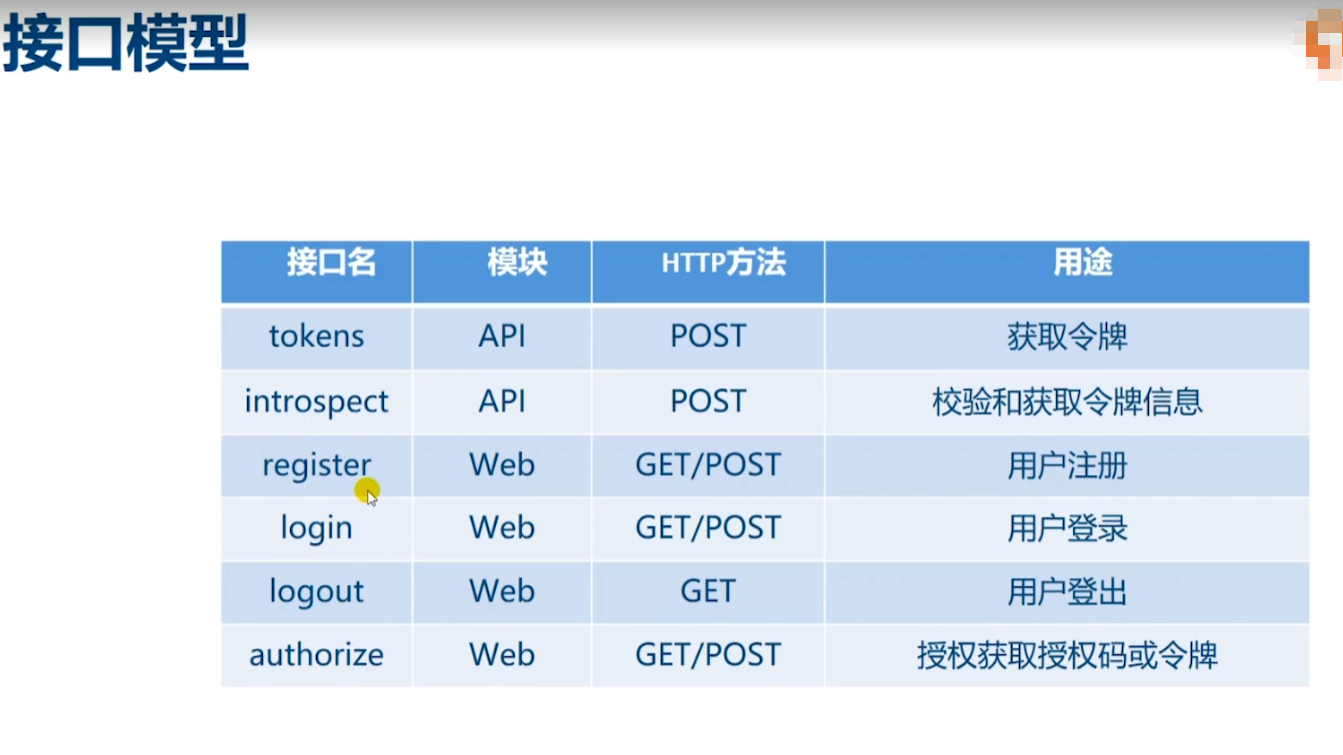 接口模型
接口名 模块 HTTP方法 用途
tokens API POST 获取令牌
introspect API POST 校验和获取令牌信息
register Web GET/POST 用户注册
login Web GET/POST 用户登录
logout Web GET 用户登出
authorize Web GET/POST 授权获取授权码或令牌